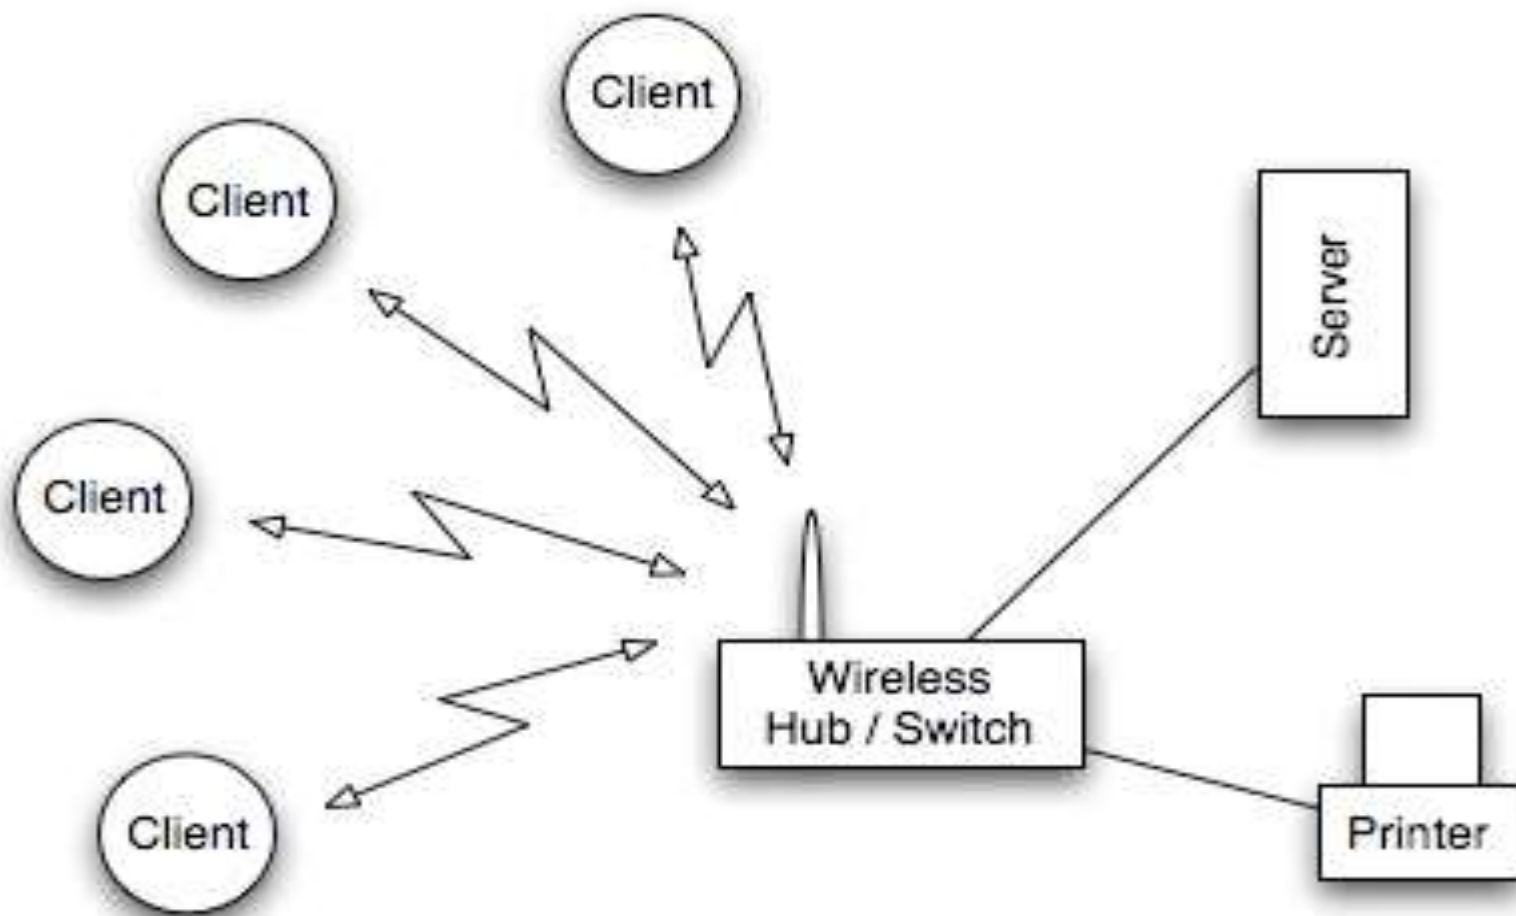 Client
Client
Server
Client
Wireless
Hub / Switch
Client
Printer